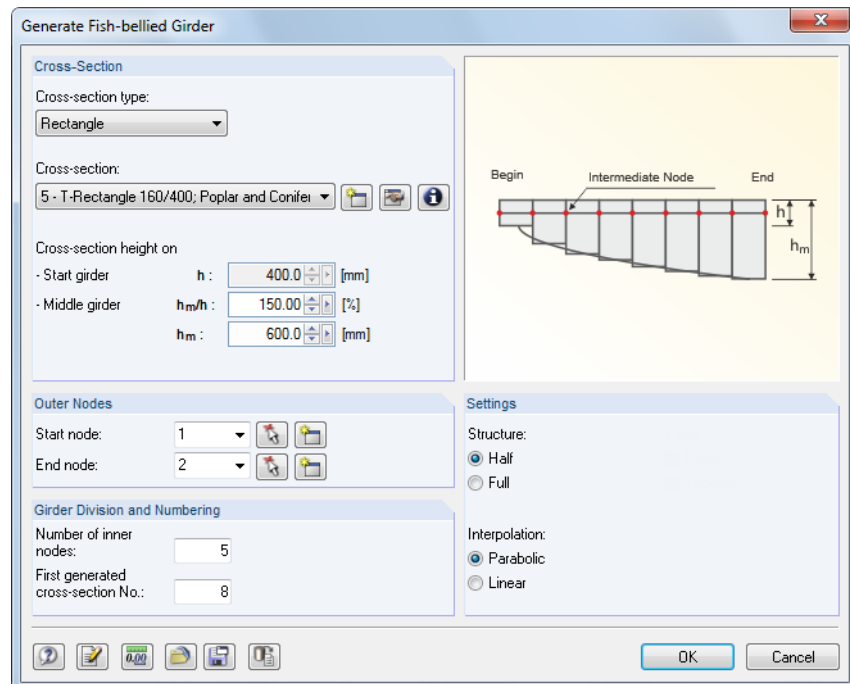 Generate Fish-bellied Girder
Cross-Section
Cross-section type:
Rectangle
Cross-section:
5 - T-Rectangle 160/400; Poplar and Conifer
Cross-section height on
- Start girder h : 400.0 [mm]
- Middle girder hm/h : 150.00 [%]
hm : 600.0 [mm]
Begin Intermediate Node End
h
hm
Outer Nodes
Start node: 1
End node: 2
Girder Division and Numbering
Number of inner
nodes: 5
First generated
cross-section No.: 8
Settings
Structure:
Half
Full
Interpolation:
Parabolic
Linear
0.00
OK Cancel